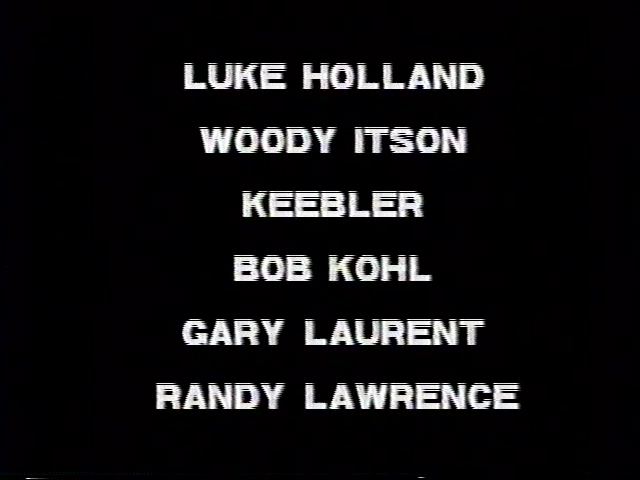 LUKE HOLLAND
WOODY ITSON
KEEBLER
BOB KOHL
GARY LAURENT
RANDY LAWRENCE